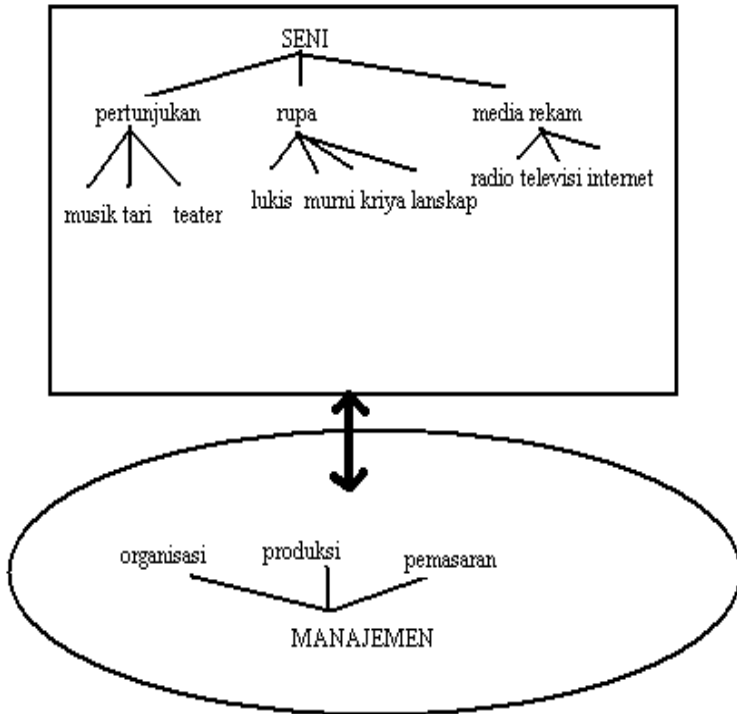 SENI
pertunjukan rupa media rekam
musik tari teater
lukis murni kriya lanskap
radio televisi internet
organisasi produksi pemasaran
MANAJEMEN